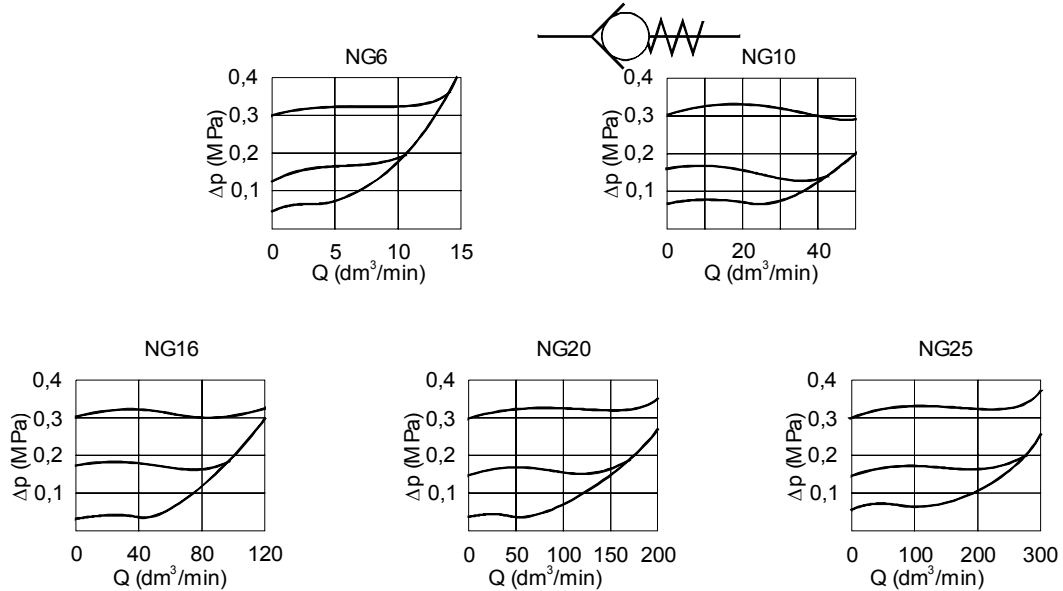 NG6
0,4
0,3
0,2
0,1
Δp (MPa)
0 5 10 15
Q (dm³/min)
NG10
0,4
0,3
0,2
0,1
Δp (MPa)
0 20 40
Q (dm³/min)
NG16
0,4
0,3
0,2
0,1
Δp (MPa)
0 40 80 120
Q (dm³/min)
NG20
0,4
0,3
0,2
0,1
Δp (MPa)
0 50 100 150 200
Q (dm³/min)
NG25
0,4
0,3
0,2
0,1
Δp (MPa)
0 100 200 300
Q (dm³/min)